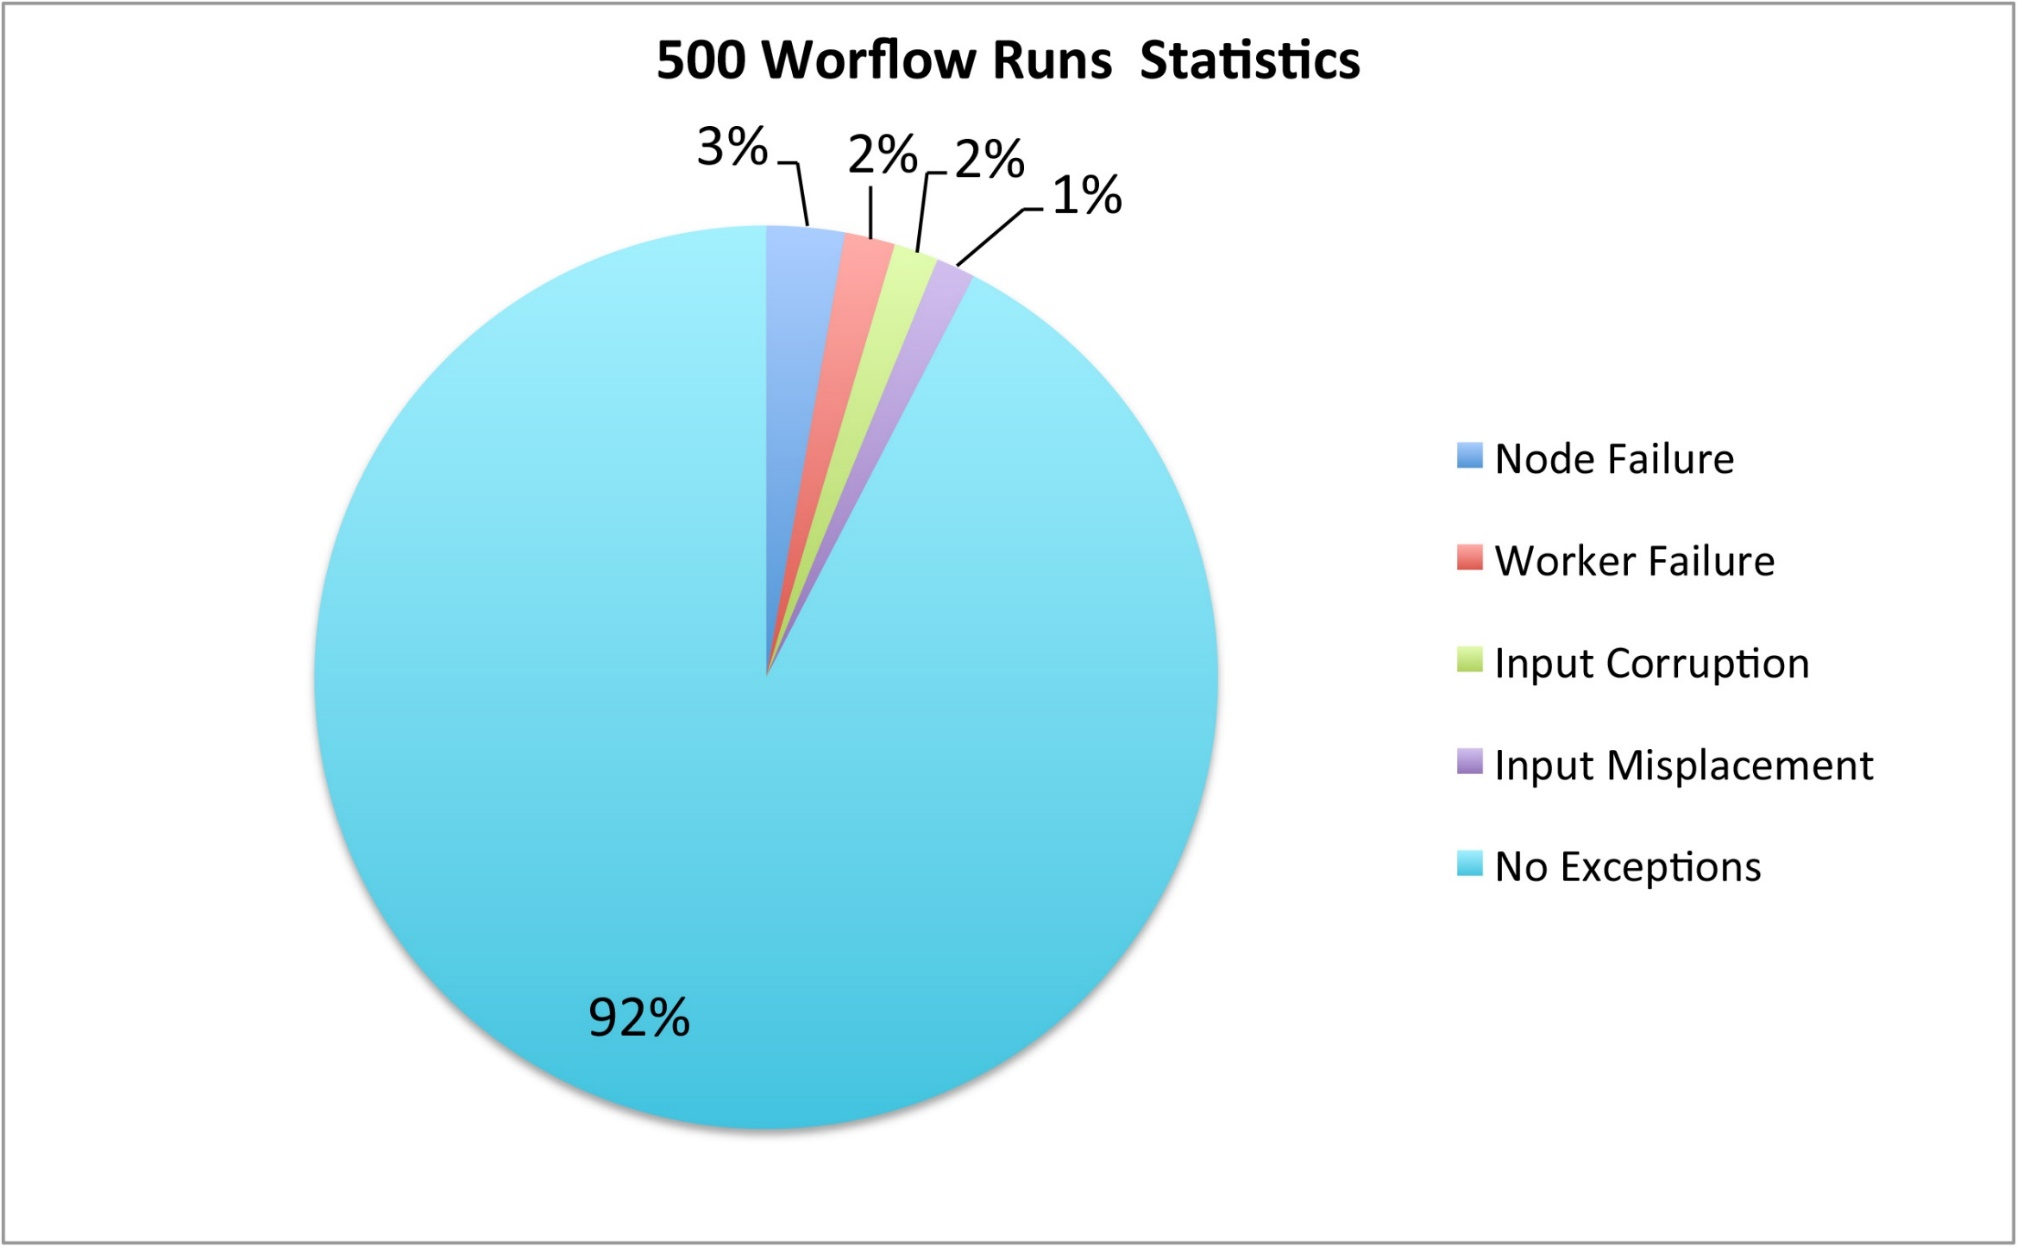 500 Worflow Runs  Statistics
3%
2%
2%
1%
92%
Node Failure
Worker Failure
Input Corruption
Input Misplacement
No Exceptions